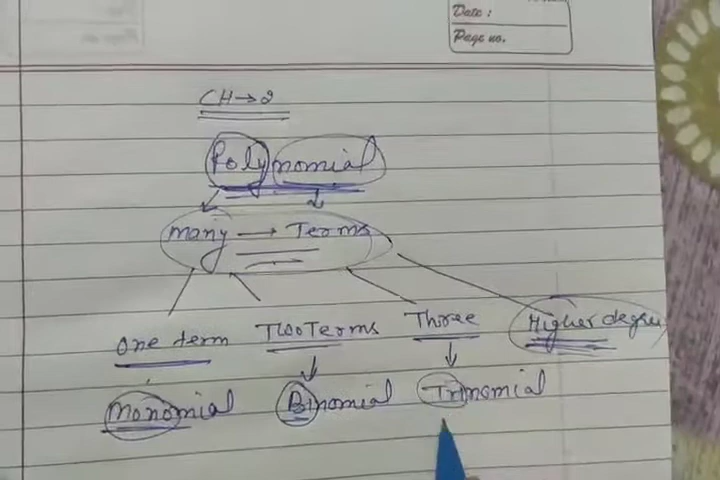 Date :
Page no.
CH→2
Polynomial
many → Terms
One term Two Terms Three Higher degree
Monomial Binomial Trinomial